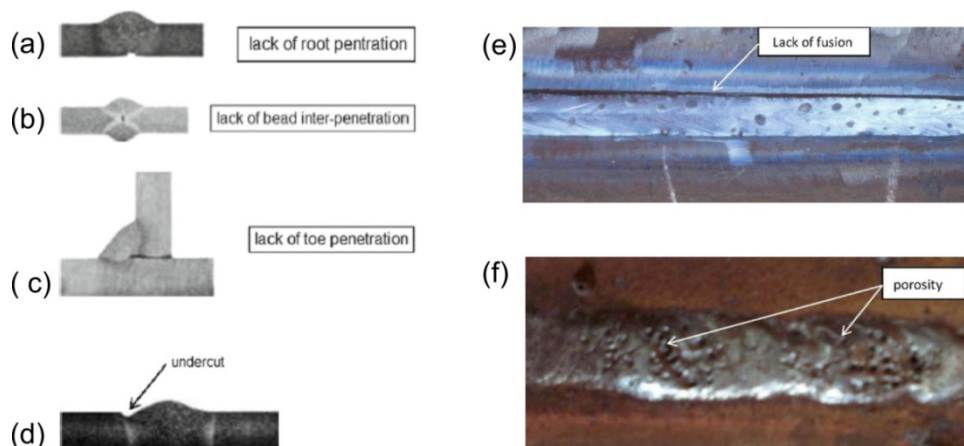 (a)
lack of root pentration
(b)
lack of bead inter-penetration
( c)
lack of toe penetration
undercut
(d)
(e)
Lack of fusion
(f)
porosity